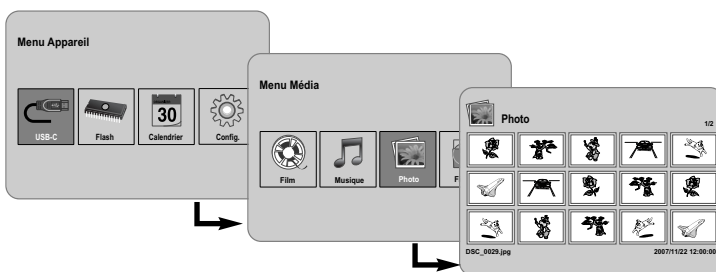 Menu Appareil
USB-C
Flash
30
Calendrier
Config.
Menu Média
Film
Musique
Photo
F
Photo
1/2
DSC_0029.jpg
2007/11/22 12:00:00